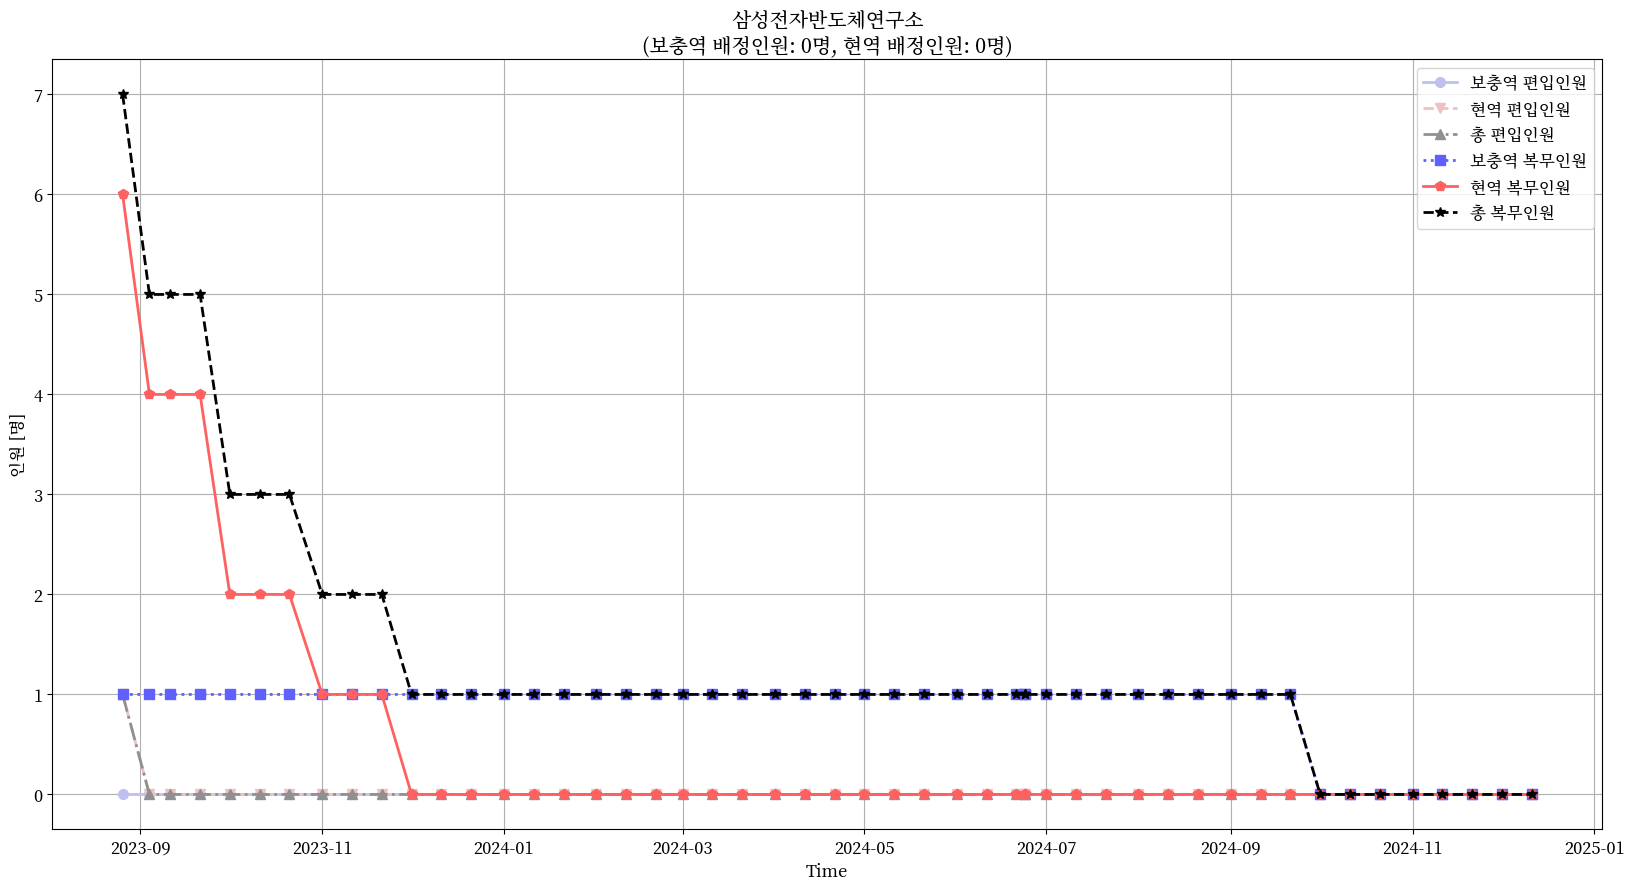 삼성전자반도체연구소
(보충역 배정인원: 0명, 현역 배정인원: 0명)
보충역 편입인원
현역 편입인원
총 편입인원
보충역 복무인원
현역 복무인원
총 복무인원
7
6
5
4
3
2
1
0
인원 [명]
2023-09
2023-11
2024-01
2024-03
2024-05
2024-07
2024-09
2024-11
2025-01
Time